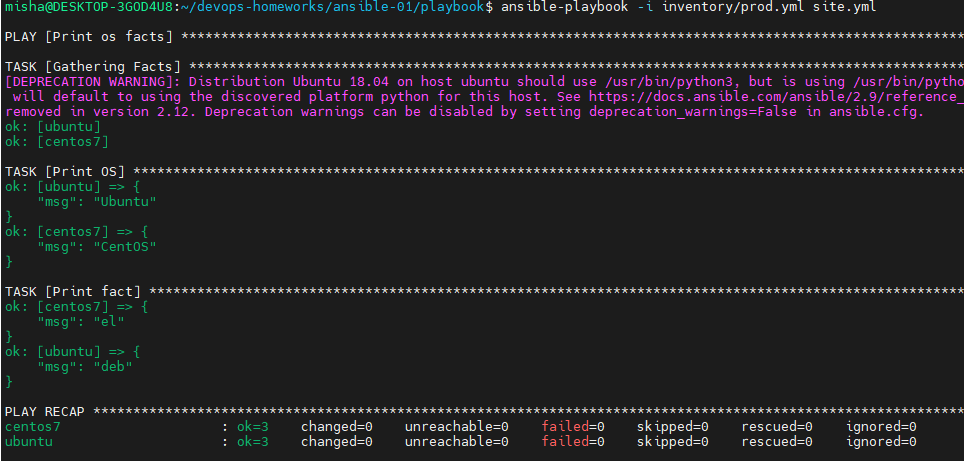 misha@DESKTOP-3GOD4U8:~/devops-homeworks/ansible-01/playbook$ ansible-playbook -i inventory/prod.yml site.yml
PLAY [Print os facts] **************************************************************************************************
TASK [Gathering Facts] *************************************************************************************************
[DEPRECATION WARNING]: Distribution Ubuntu 18.04 on host ubuntu should use /usr/bin/python3, but is using /usr/bin/pytho
will default to using the discovered platform python for this host. See https://docs.ansible.com/ansible/2.9/reference_
removed in version 2.12. Deprecation warnings can be disabled by setting deprecation_warnings=False in ansible.cfg.
ok: [ubuntu]
ok: [centos7]
TASK [Print OS] ********************************************************************************************************
ok: [ubuntu] => {
    "msg": "Ubuntu"
}
ok: [centos7] => {
    "msg": "CentOS"
}
TASK [Print fact] ******************************************************************************************************
ok: [centos7] => {
    "msg": "el"
}
ok: [ubuntu] => {
    "msg": "deb"
}
PLAY RECAP *************************************************************************************************************
centos7                    : ok=3    changed=0    unreachable=0    failed=0    skipped=0    rescued=0    ignored=0
ubuntu                     : ok=3    changed=0    unreachable=0    failed=0    skipped=0    rescued=0    ignored=0